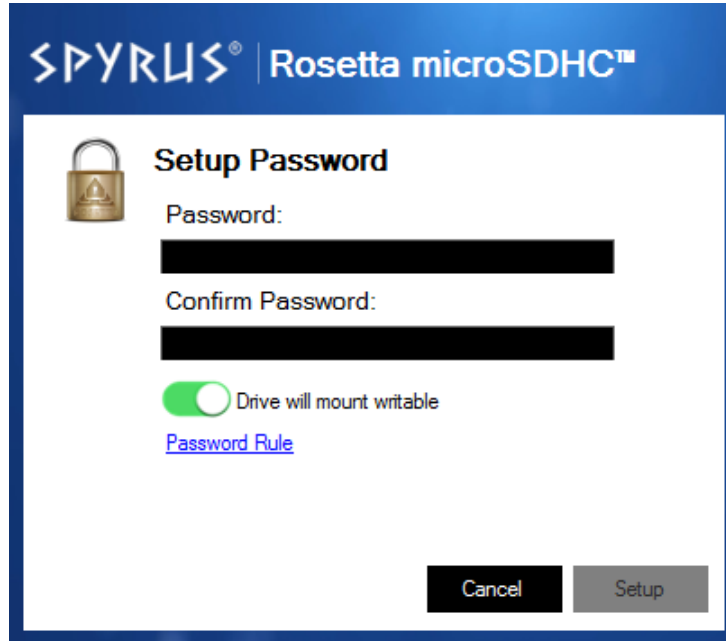 SPYRUS® | Rosetta microSDHC™
Setup Password
Password:
Confirm Password:
Drive will mount writable
Password Rule
Cancel Setup